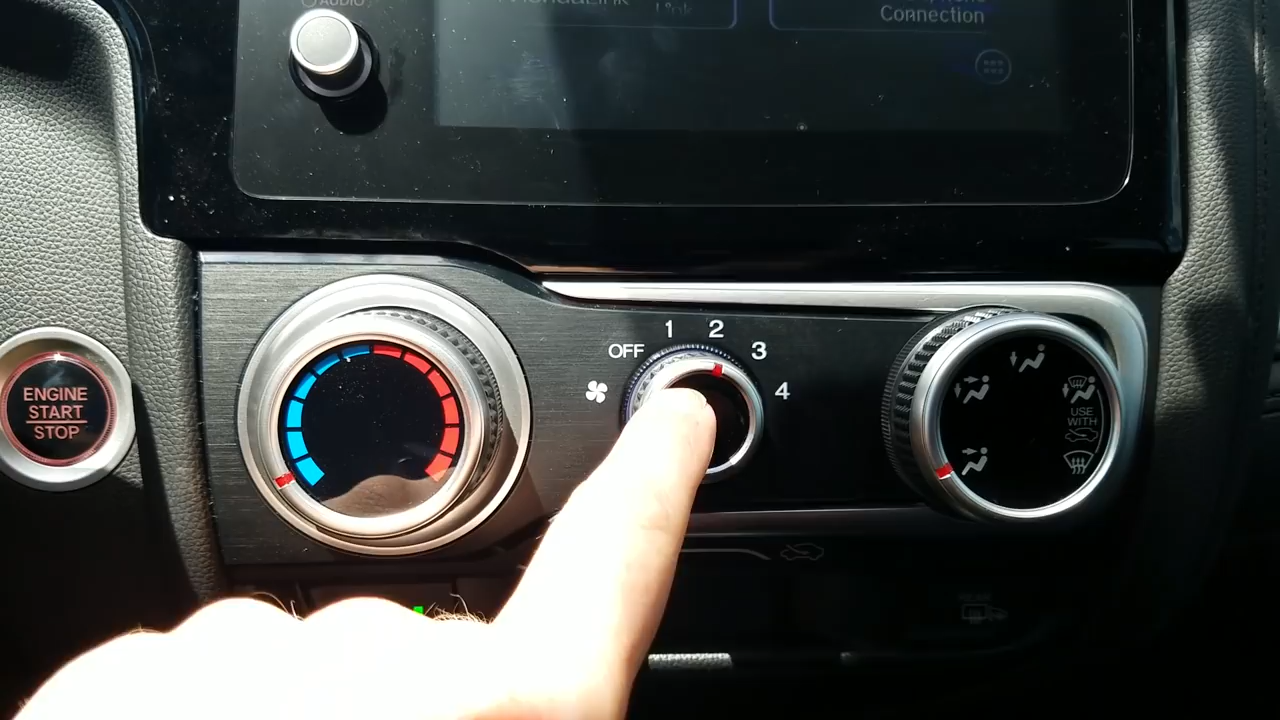 AUDIO
Connection
1
2
OFF
3
4
ENGINE
START
STOP
USE
WITH